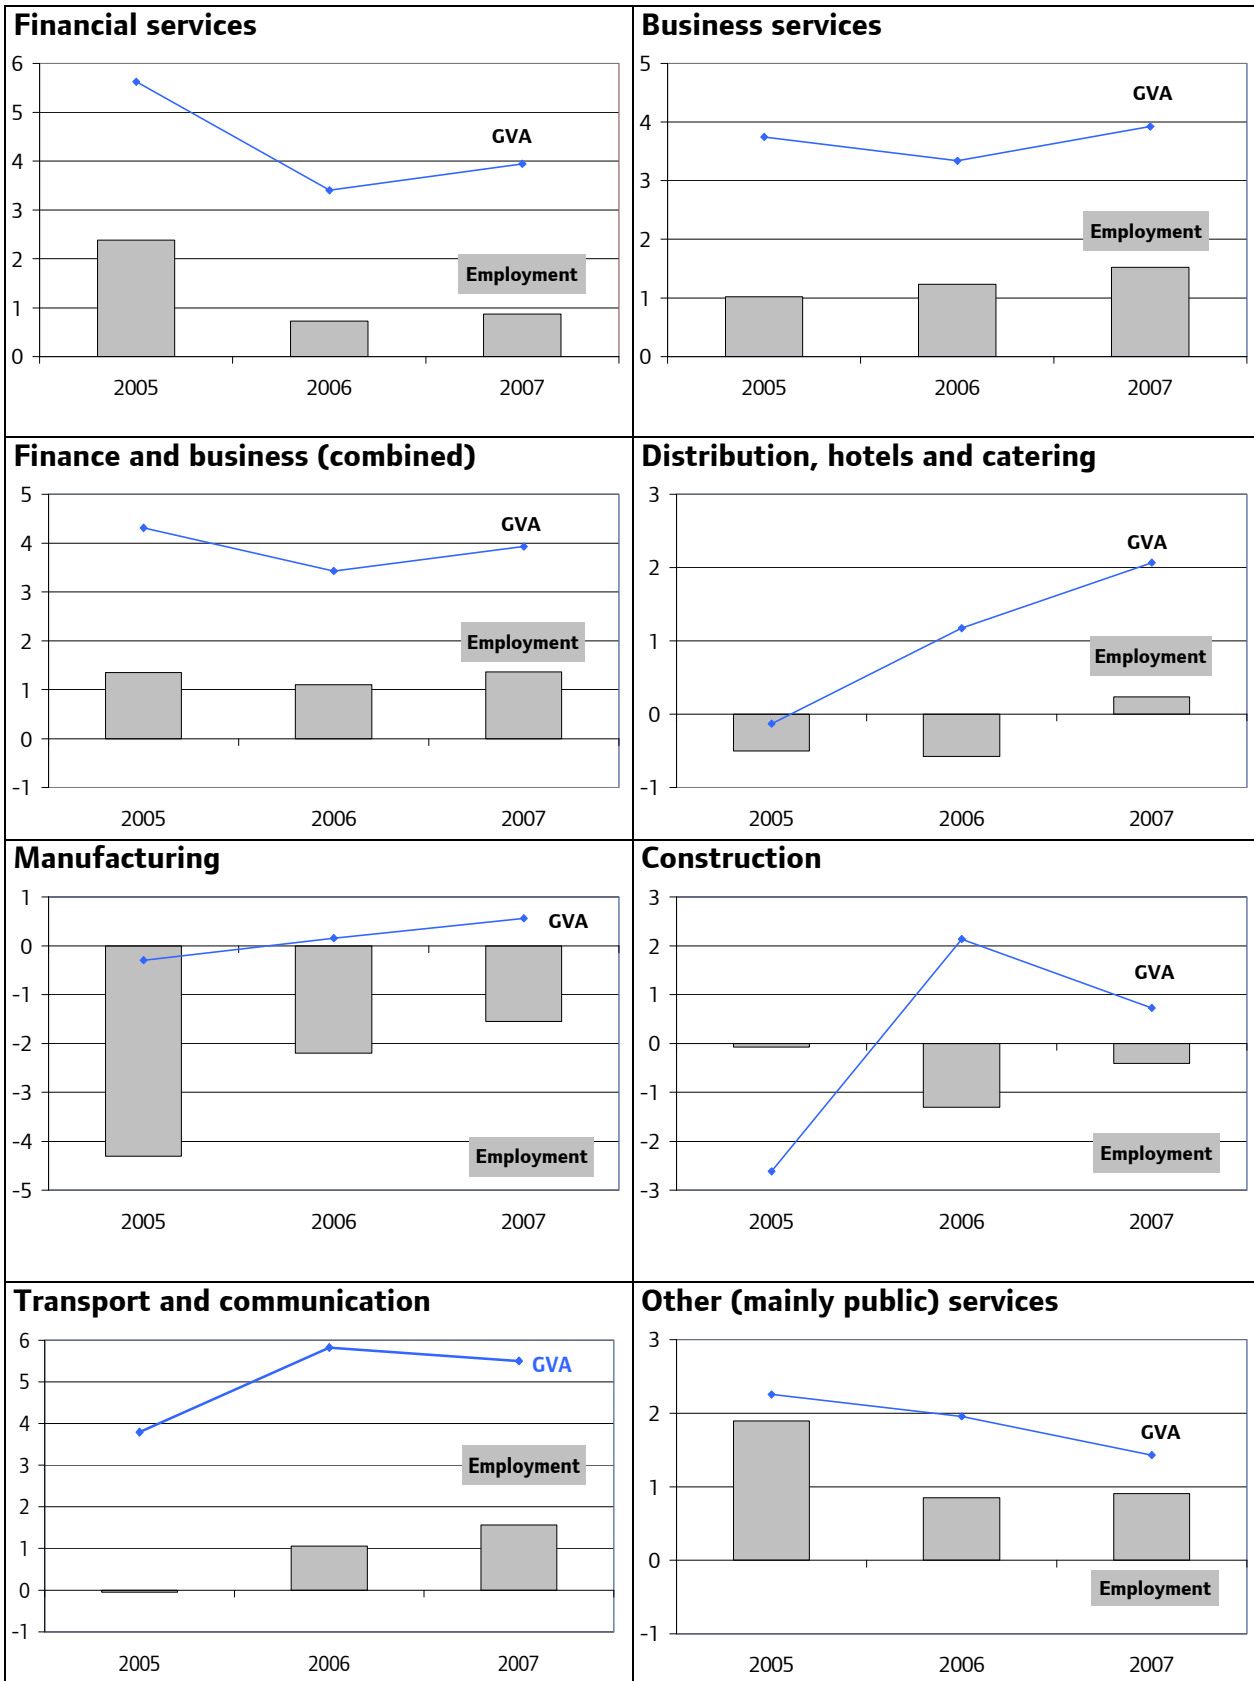 Financial services
6
5
4
3
2
1
0
GVA
Employment
2005 2006 2007
Business services
5
4
3
2
1
0
GVA
Employment
2005 2006 2007
Finance and business (combined)
5
4
3
2
1
0
-1
GVA
Employment
2005 2006 2007
Distribution, hotels and catering
3
2
1
0
-1
GVA
Employment
2005 2006 2007
Manufacturing
1
0
-1
-2
-3
-4
-5
GVA
Employment
2005 2006 2007
Construction
3
2
1
0
-1
-2
-3
GVA
Employment
2005 2006 2007
Transport and communication
6
5
4
3
2
1
0
-1
GVA
Employment
2005 2006 2007
Other (mainly public) services
3
2
1
0
-1
GVA
Employment
2005 2006 2007